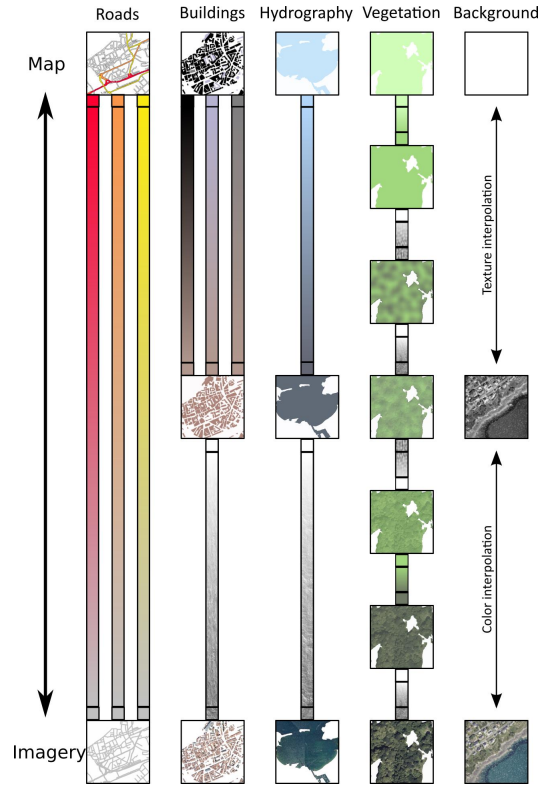 Roads Buildings Hydrography Vegetation Background
Map
Texture interpolation
Color interpolation
Imagery